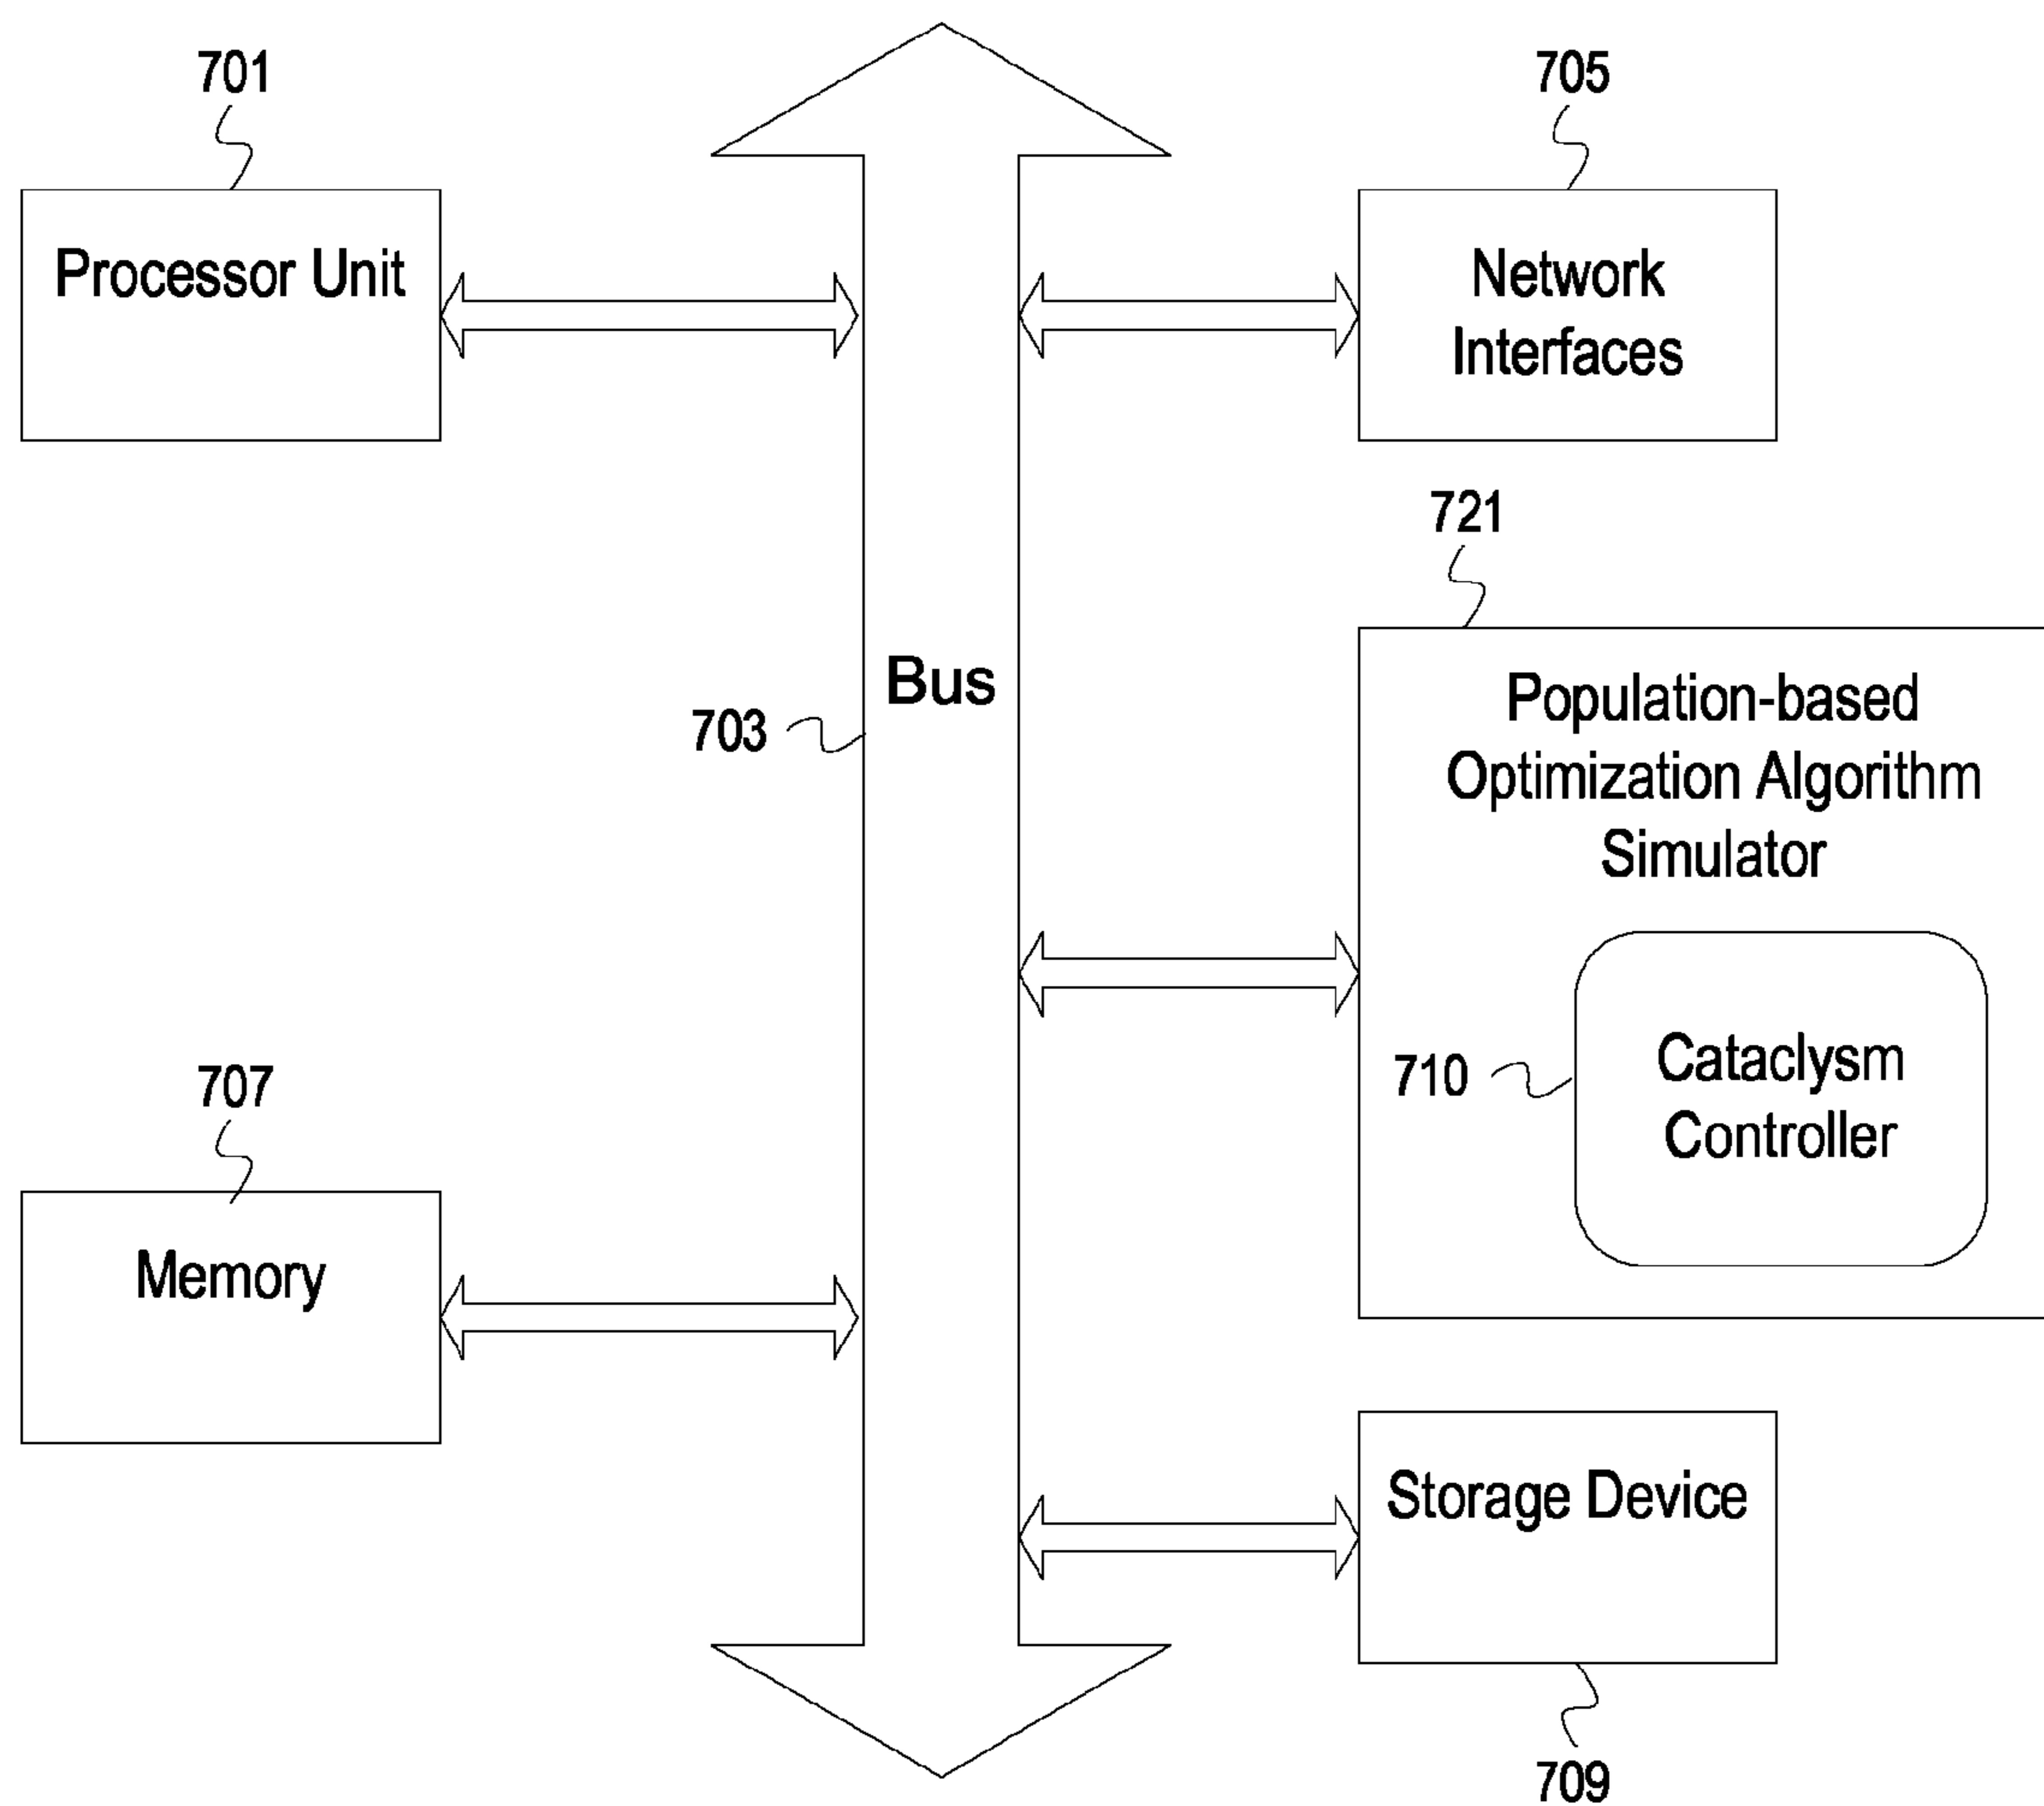 701
705
Processor Unit
Network
Interfaces
721
Bus
703
Population-based
Optimization Algorithm
Simulator
707
710
Cataclysm
Controller
Memory
Storage Device
709